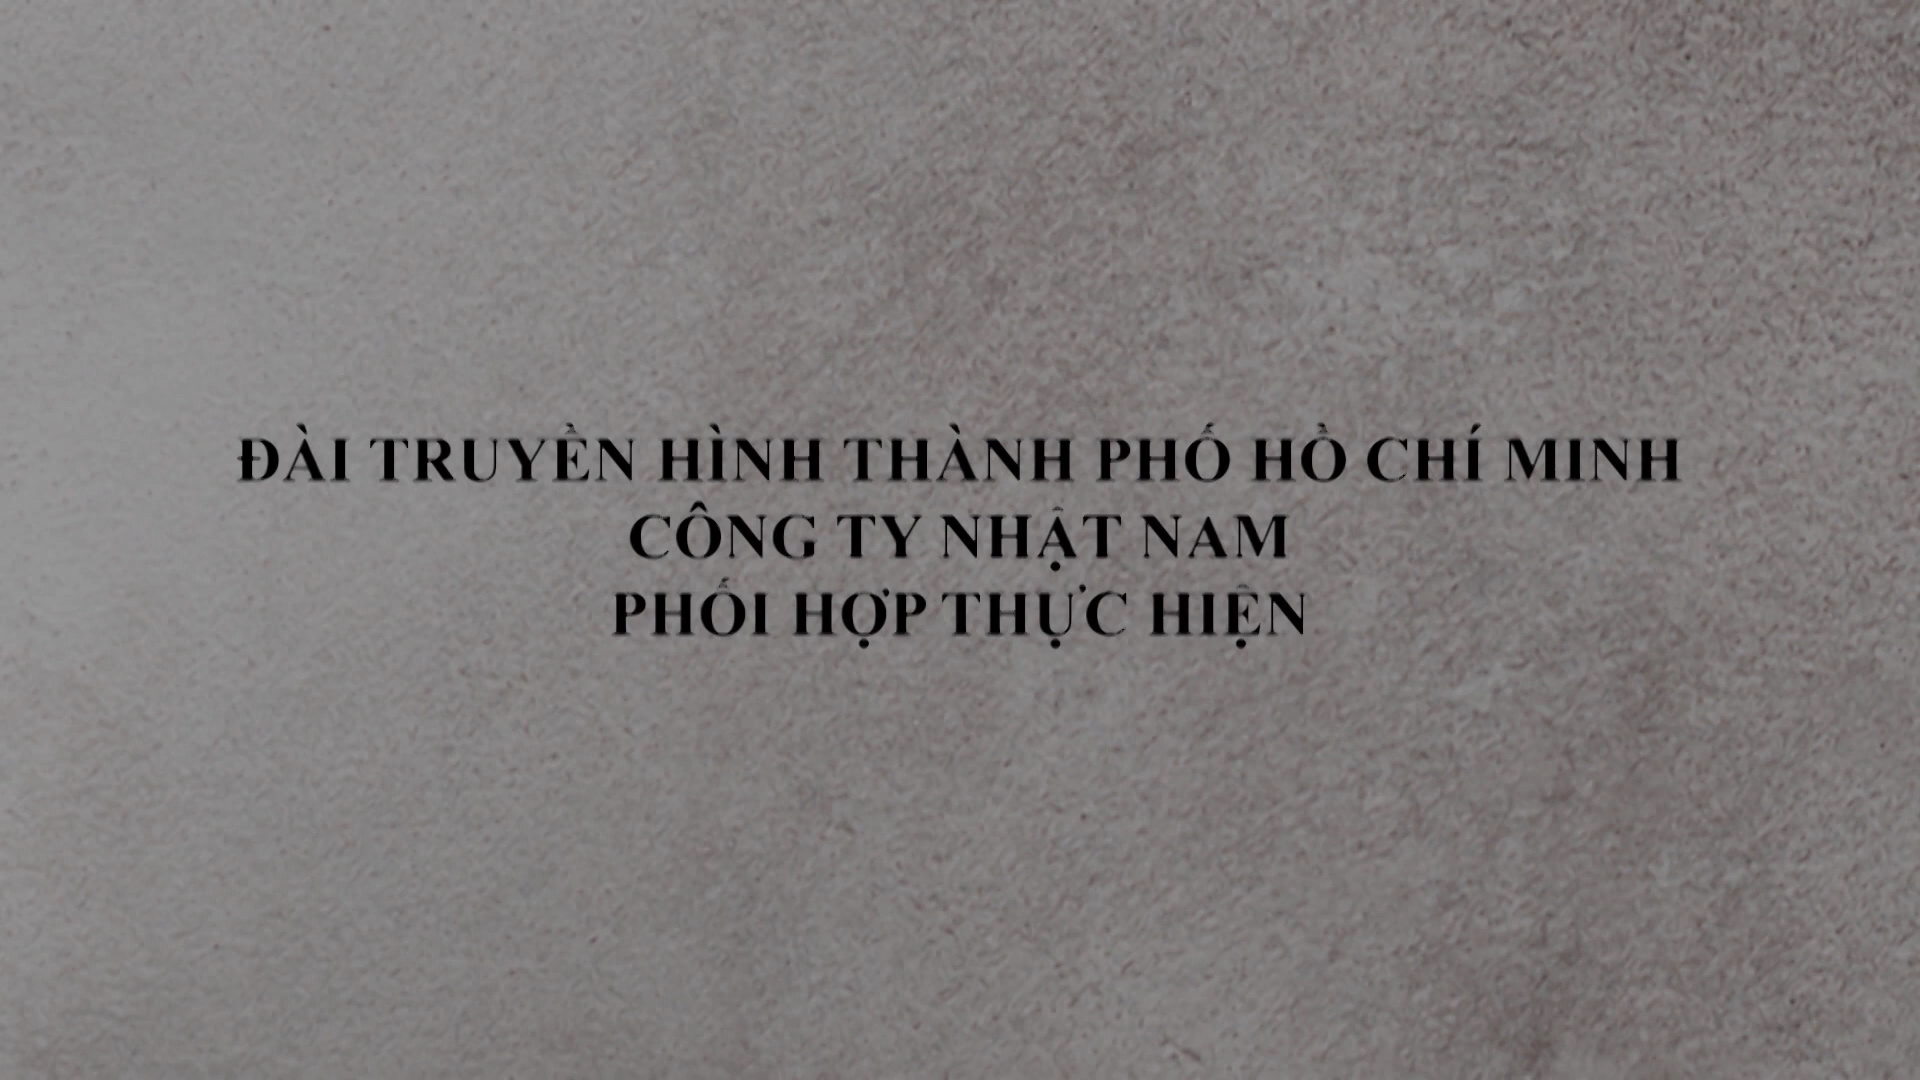 ĐÀI TRUYỀN HÌNH THÀNH PHỐ HỒ CHÍ MINH
CÔNG TY NHẬT NAM
PHỐI HỢP THỰC HIỆN